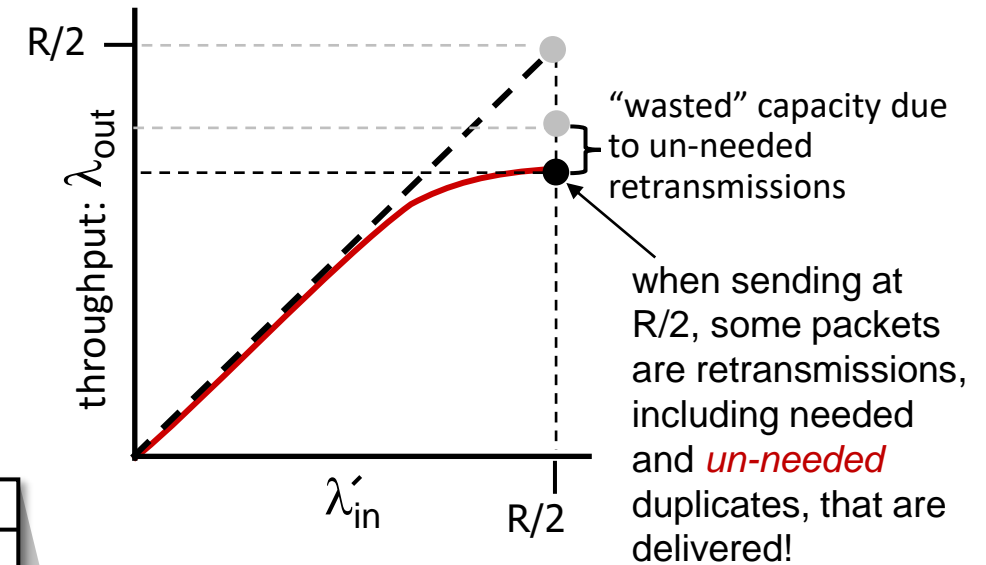 R/2
throughput: λout
λ′in
R/2
“wasted” capacity due
to un-needed
retransmissions
when sending at
R/2, some packets
are retransmissions,
including needed
and un-needed
duplicates, that are
delivered!